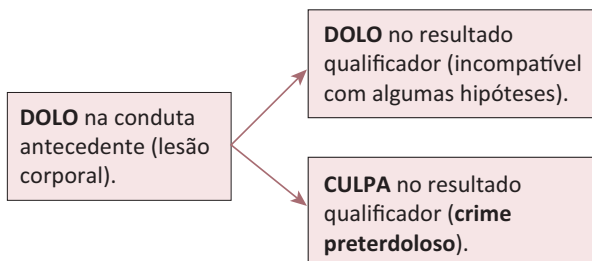 DOLO na conduta
antecedente (lesão
corporal).
DOLO no resultado
qualificador (incompatível
com algumas hipóteses).
CULPA no resultado
qualificador (crime
preterdoloso).